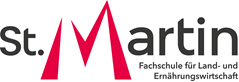 St. Martin
Fachschule für Land- und
Ernährungswirtschaft